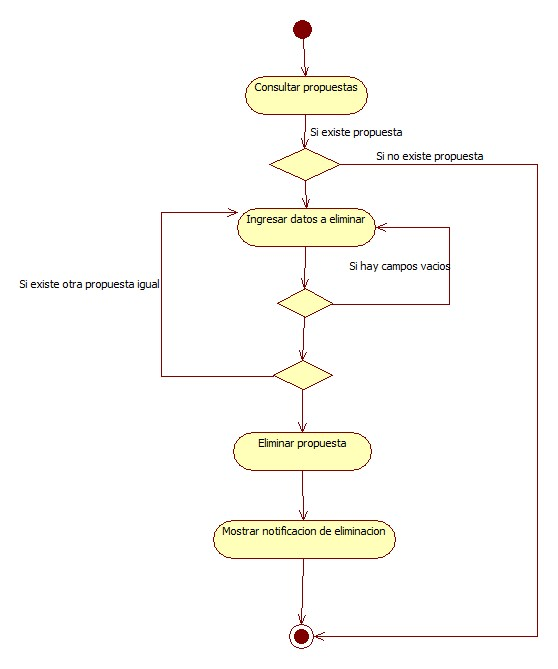 Consultar propuestas
Si existe propuesta
Si no existe propuesta
Ingresar datos a eliminar
Si hay campos vacios
Si existe otra propuesta igual
Eliminar propuesta
Mostrar notificacion de eliminacion